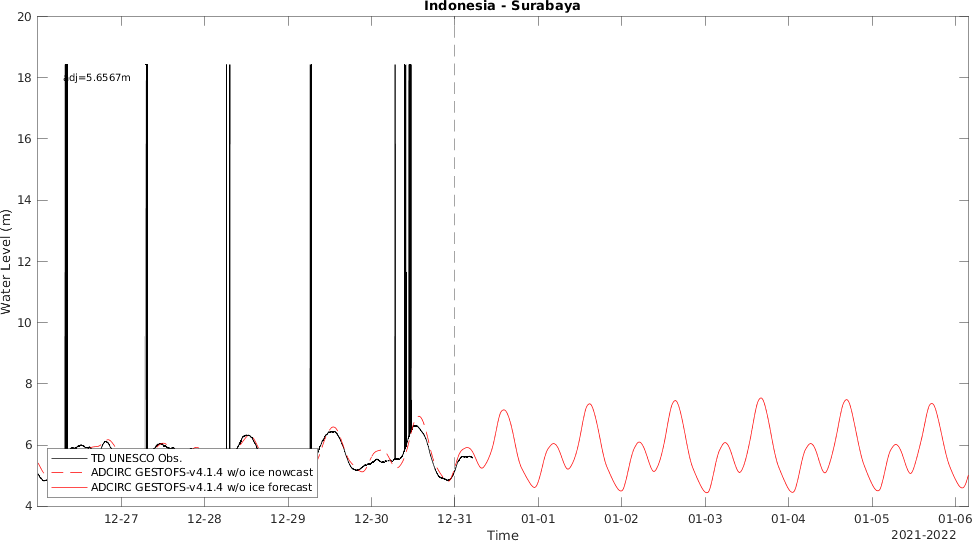 Indonesia - Surabaya
20
18
16
14
12
10
8
6
4
Water Level (m)
adj=5.6567m
TD UNESCO Obs.
ADCIRC GESTOFS-v4.1.4 w/o ice nowcast
ADCIRC GESTOFS-v4.1.4 w/o ice forecast
12-27 12-28 12-29 12-30 12-31 01-01 01-02 01-03 01-04 01-05 01-06
Time
2021-2022